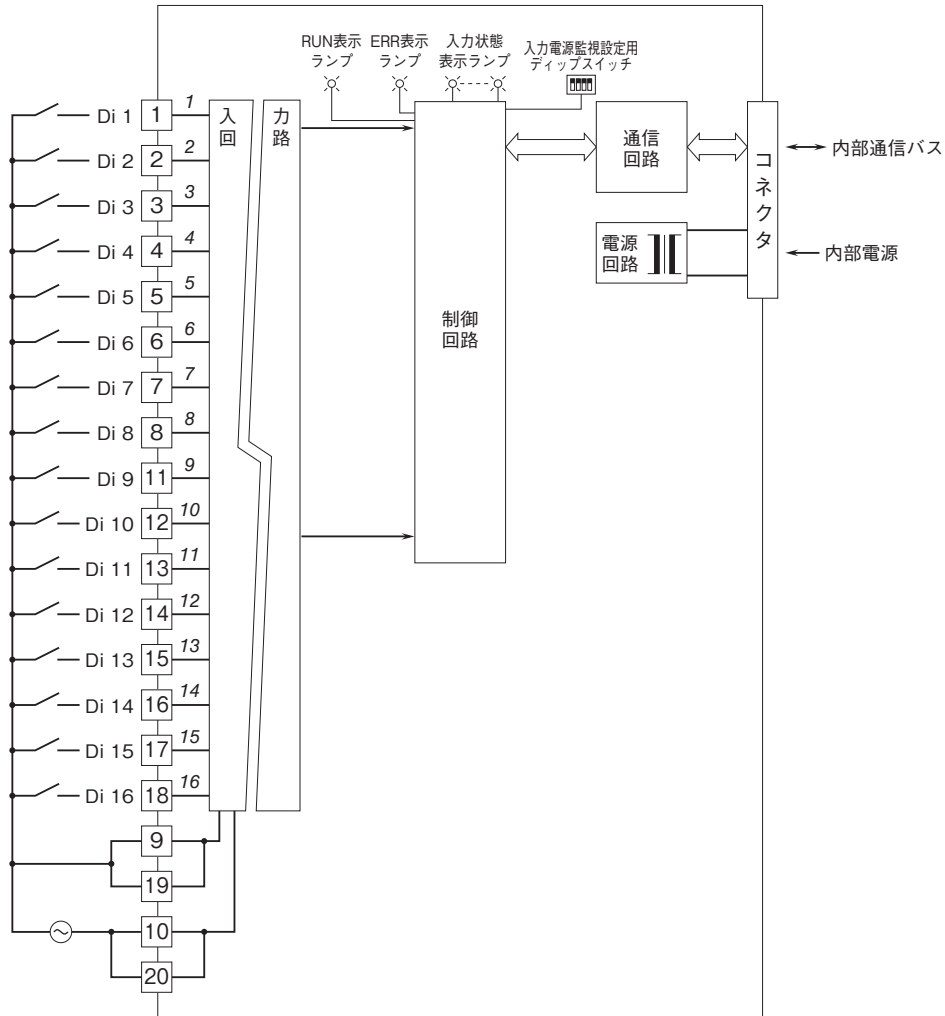 RUN表示
ランプ
ERR表示
ランプ
入力状態
表示ランプ
入力電源監視設定用
ディップスイッチ
Di 1 1 1
Di 2 2 2
Di 3 3 3
Di 4 4 4
Di 5 5 5
Di 6 6 6
Di 7 7 7
Di 8 8 8
Di 9 11 9
Di 10 12 10
Di 11 13 11
Di 12 14 12
Di 13 15 13
Di 14 16 14
Di 15 17 15
Di 16 18 16
9
19
10
20
入力
回路
制御
回路
通信
回路
電源
回路
コネクタ
内部通信バス
内部電源